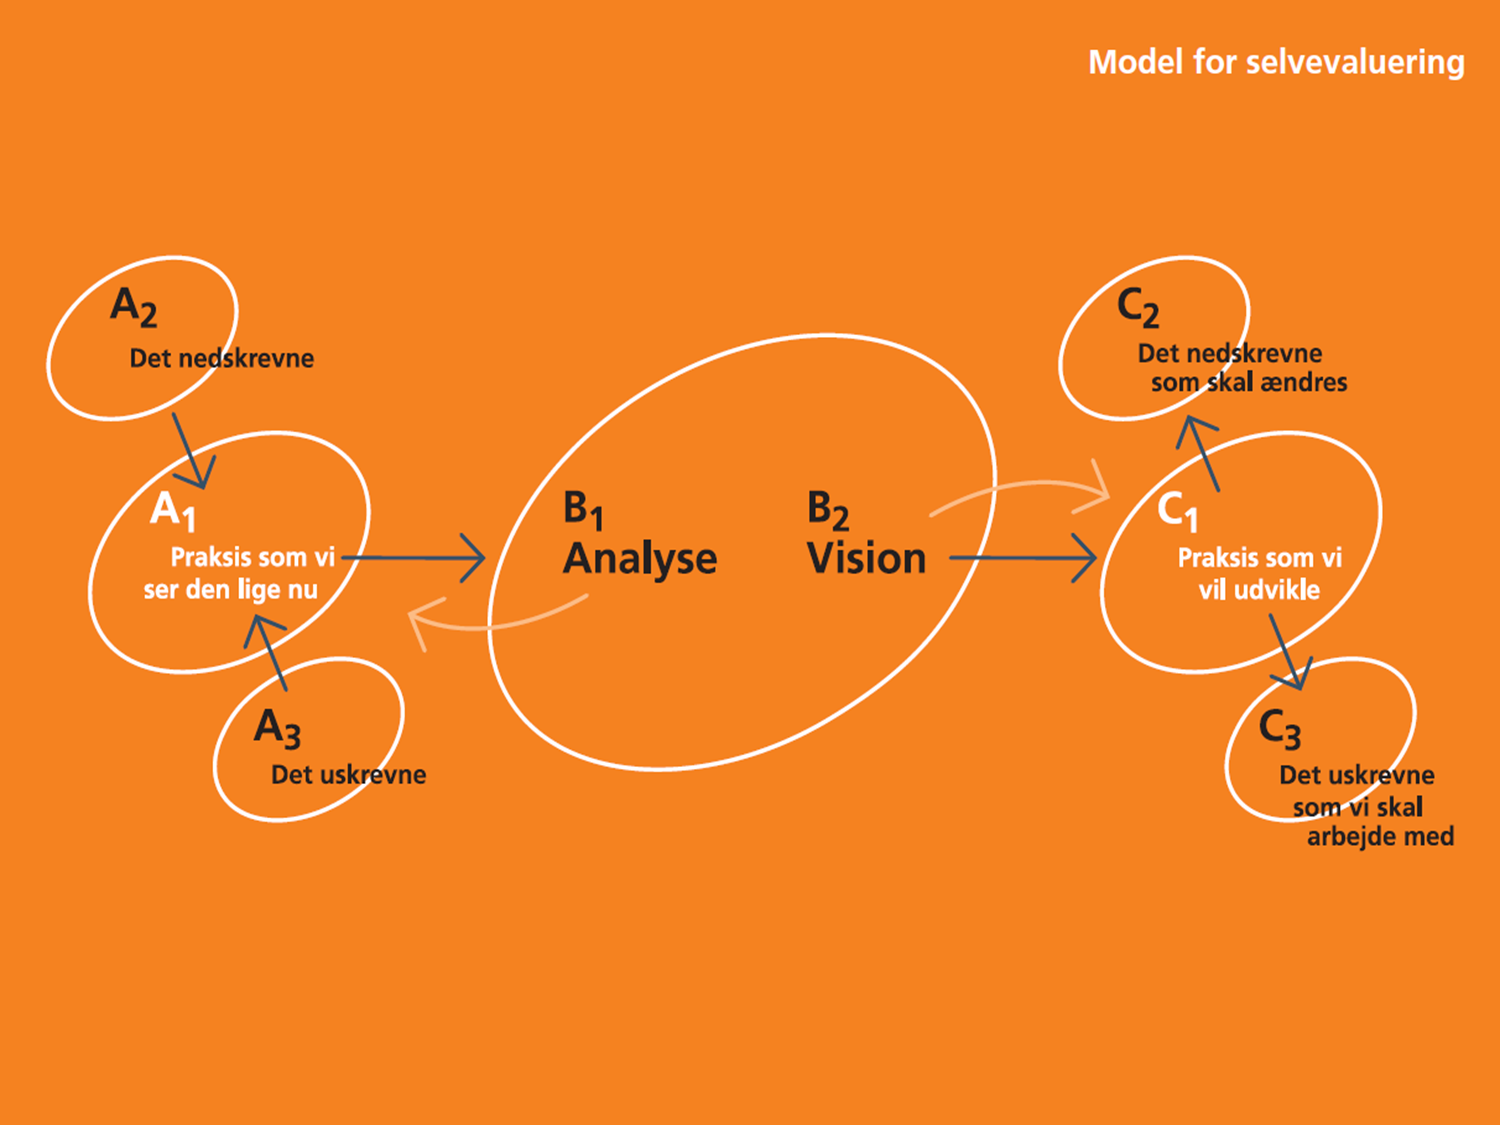 Model for selvevaluering
A2
Det nedskrevne
A1
Praksis som vi
ser den lige nu
A3
Det uskrevne
B1
Analyse
B2
Vision
C2
Det nedskrevne
som skal ændres
C1
Praksis som vi
vil udvikle
C3
Det uskrevne
som vi skal
arbejde med